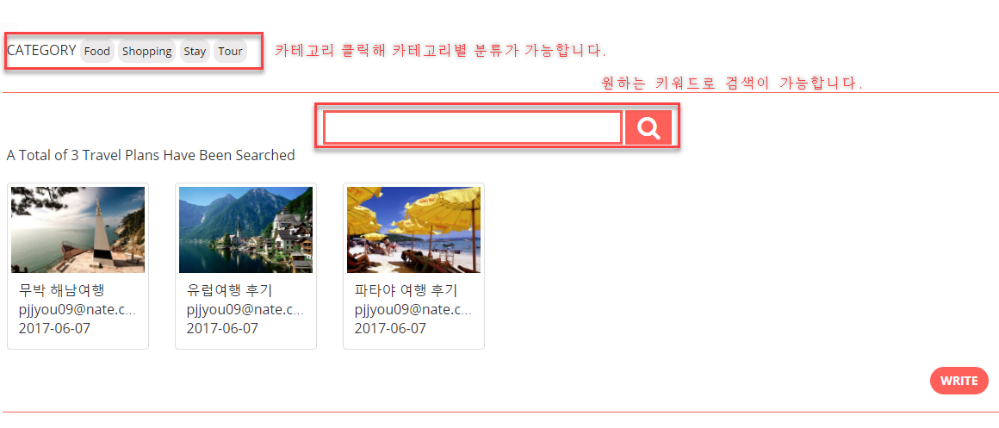 CATEGORY Food Shopping Stay Tour 카테고리 클릭해 카테고리별 분류가 가능합니다.
원하는 키워드로 검색이 가능합니다.
A Total of 3 Travel Plans Have Been Searched
무박 해남여행
pjjyou09@nate.c...
2017-06-07
유럽여행 후기
pjjyou09@nate.c...
2017-06-07
파타야 여행 후기
pjjyou09@nate.c...
2017-06-07
WRITE